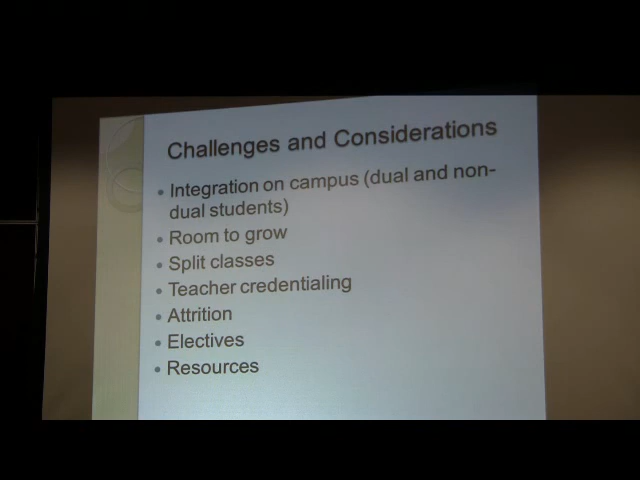 Challenges and Considerations
• Integration on campus (dual and non-
dual students)
• Room to grow
• Split classes
• Teacher credentialing
• Attrition
• Electives
• Resources